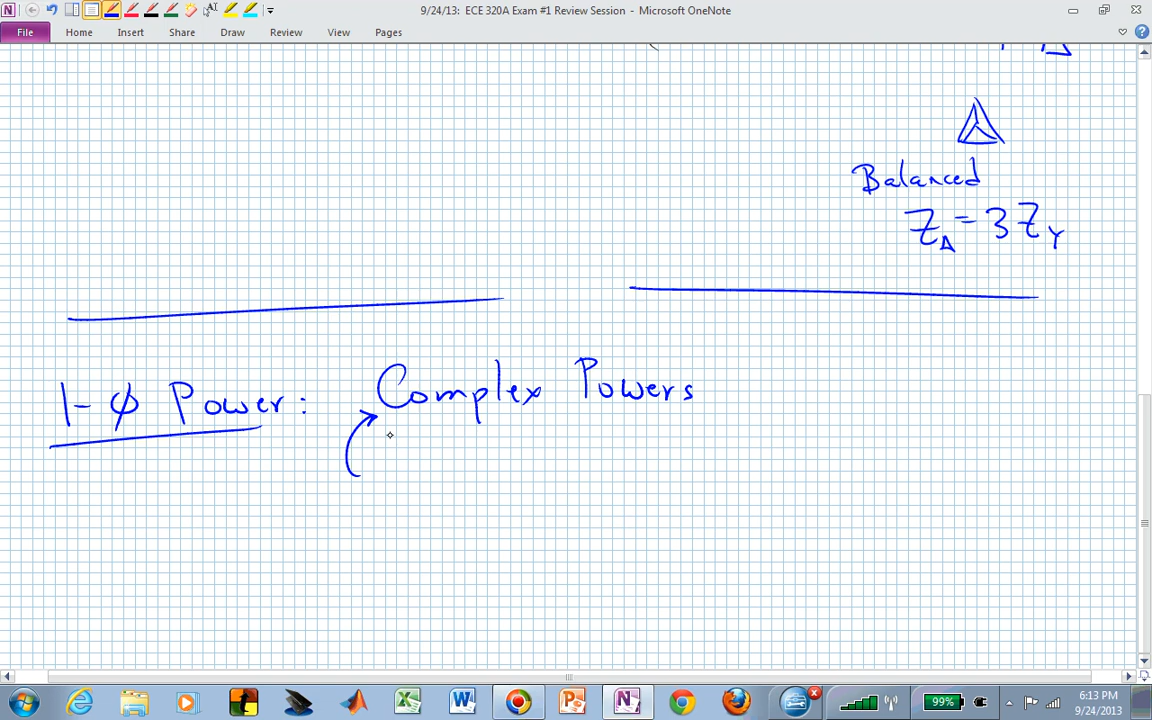 9/24/13: ECE 320A Exam #1 Review Session - Microsoft OneNote
File Home Insert Share Draw Review View Pages
Balanced
Z_Δ = 3 Z_Y
1-ϕ Power: Complex Powers
99%
6:13 PM
9/24/2013